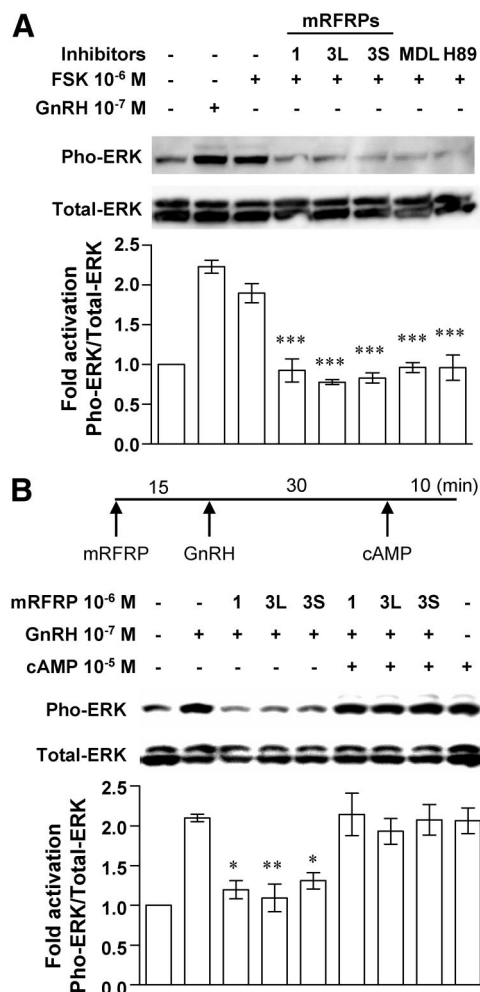 A
mRFRPs
Inhibitors - - - 1 3L 3S MDL H89
FSK 10⁻⁶ M - - + + + + + +
GnRH 10⁻⁷ M - +
Pho-ERK
Total-ERK
Fold activation
Pho-ERK/Total-ERK
2.5
2.0
1.5
1.0
0.5
0.0
*** *** *** *** ***
B
15 30 10 (min)
mRFRP GnRH cAMP
mRFRP 10⁻⁶ M - - 1 3L 3S 1 3L 3S -
GnRH 10⁻⁷ M - + + + + + + + -
cAMP 10⁻⁵ M - - - - - + + + +
Pho-ERK
Total-ERK
Fold activation
Pho-ERK/Total-ERK
2.5
2.0
1.5
1.0
0.5
0.0
* ** *